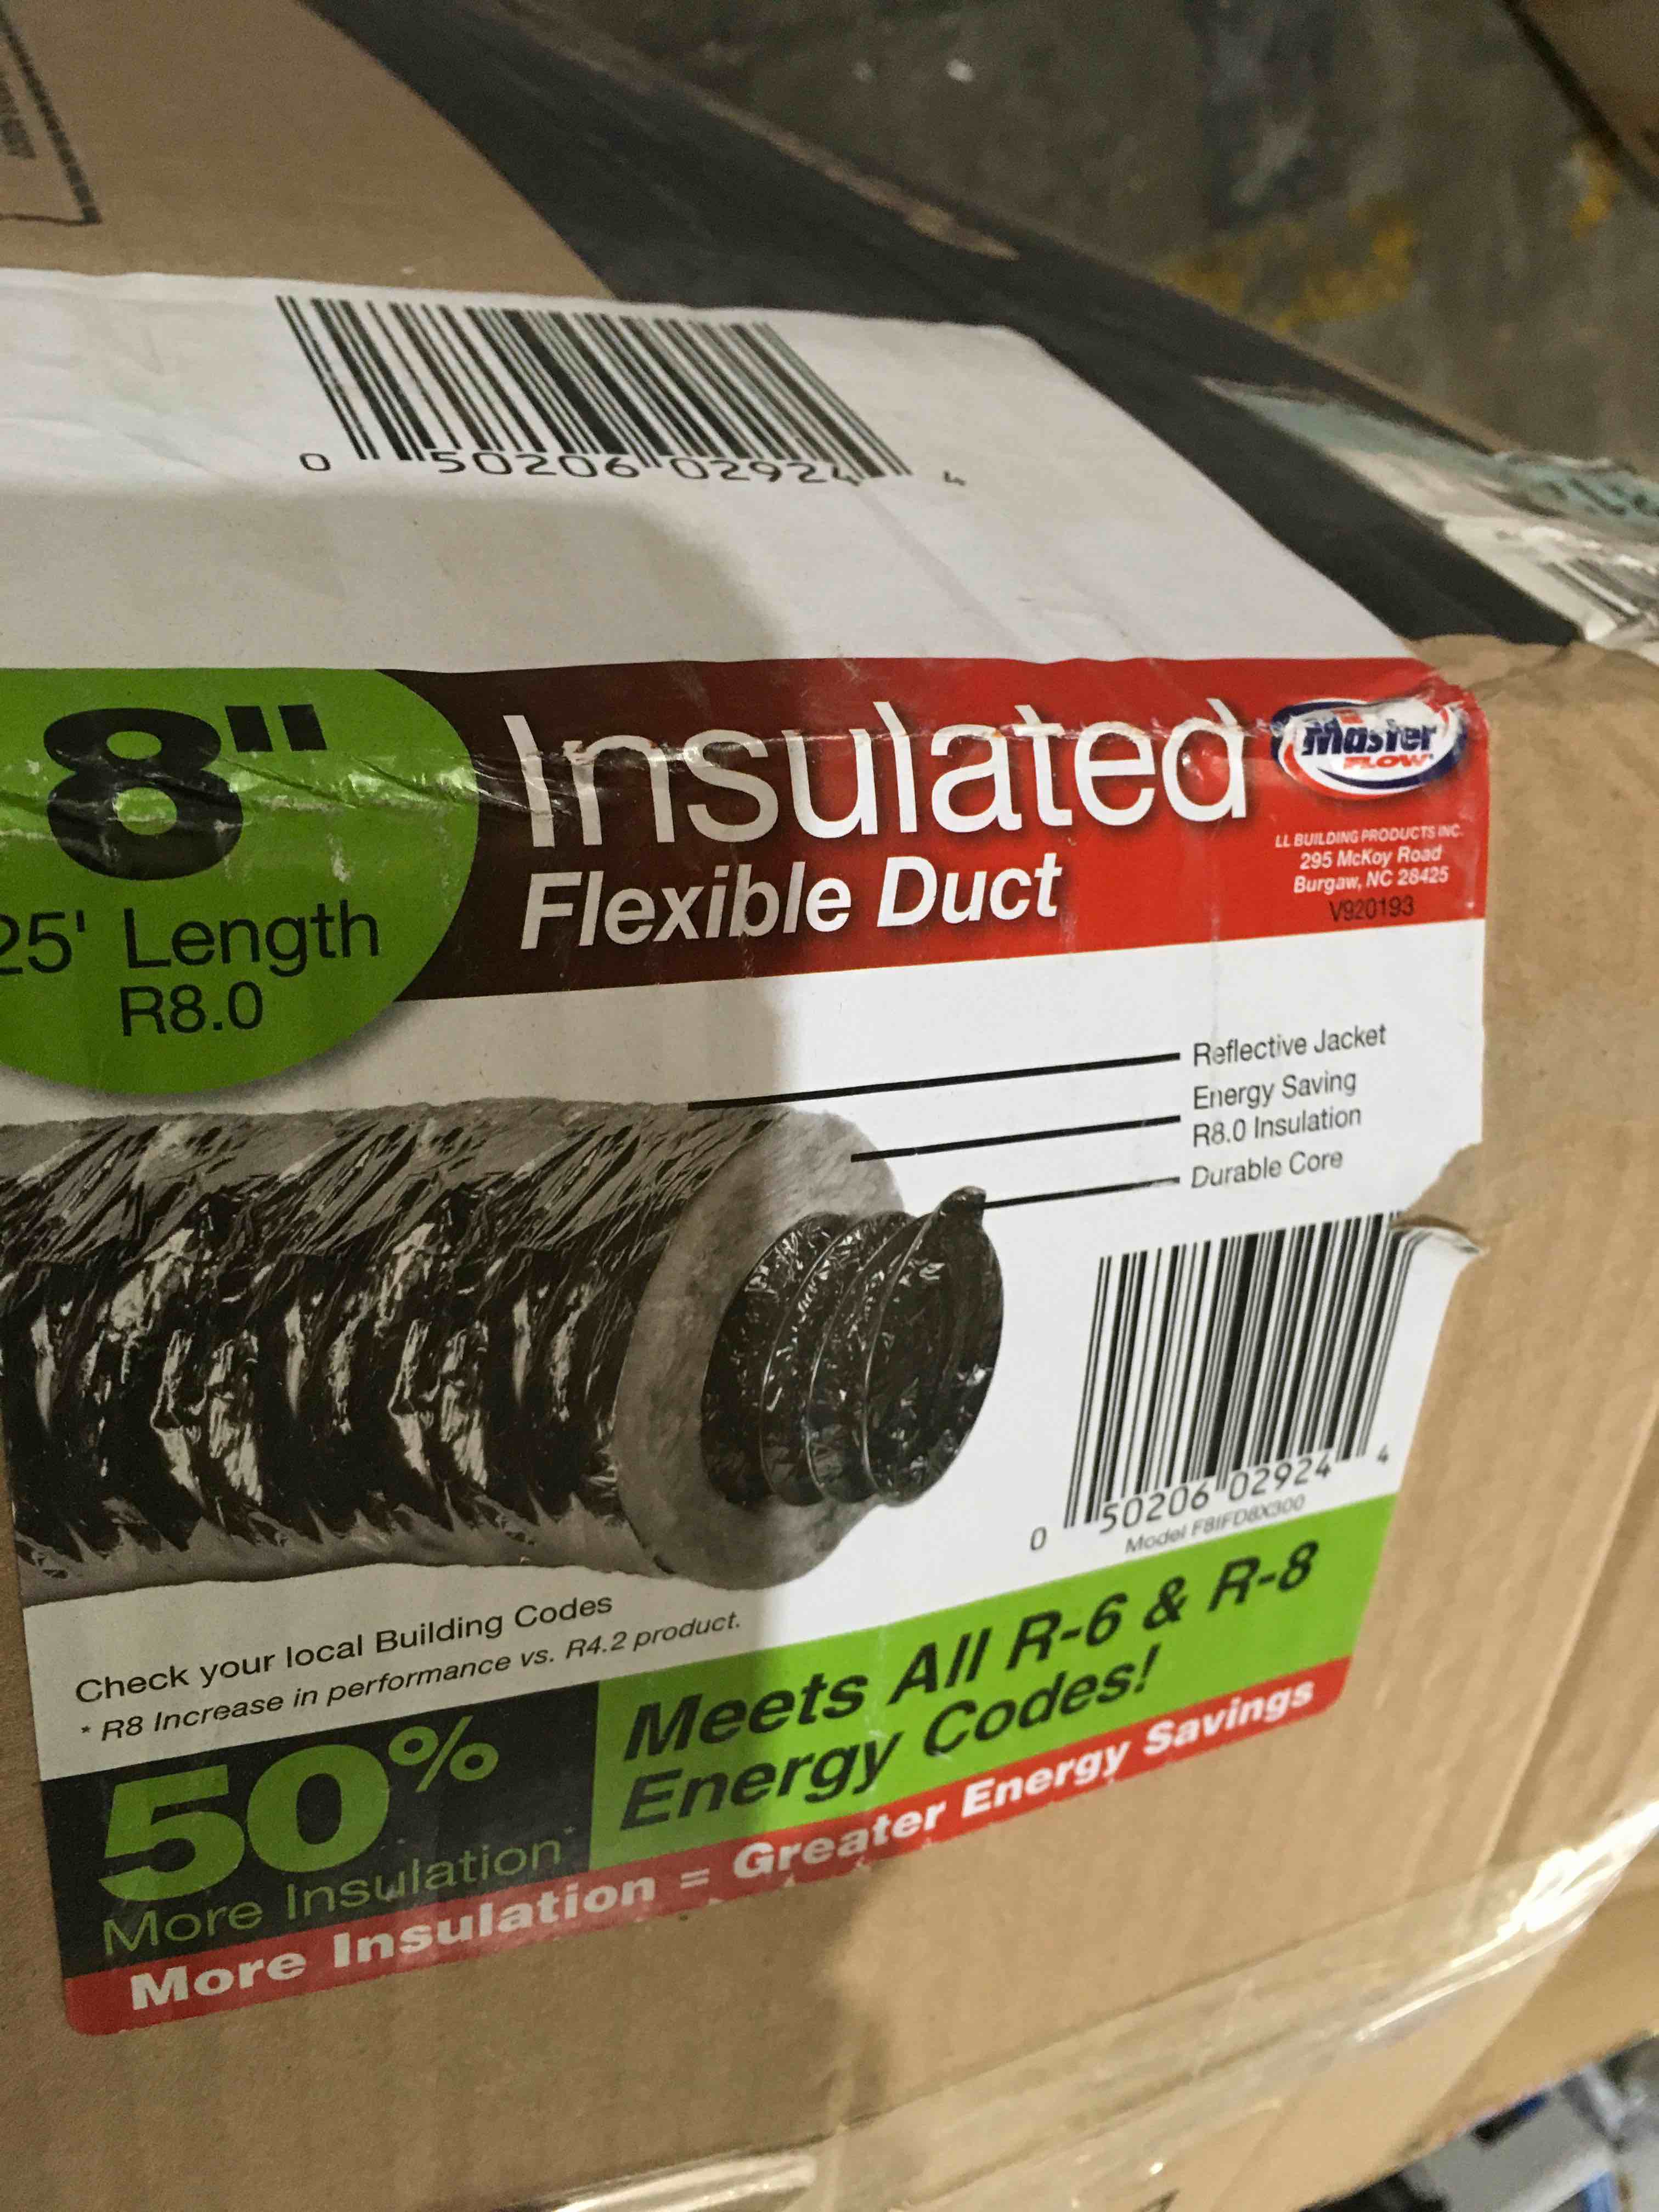 0 50206 02924 4
8"
25' Length
R8.0
Insulated
Flexible Duct
Master
FLOW
LL BUILDING PRODUCTS INC.
295 McKoy Road
Burgaw, NC 28425
V920193
Reflective Jacket
Energy Saving
R8.0 Insulation
Durable Core
0 50206 02924 4
Model F8IFD8X300
Check your local Building Codes
* R8 Increase in performance vs. R4.2 product.
50%
More Insulation*
Meets All R-6 & R-8
Energy Codes!
More Insulation = Greater Energy Savings